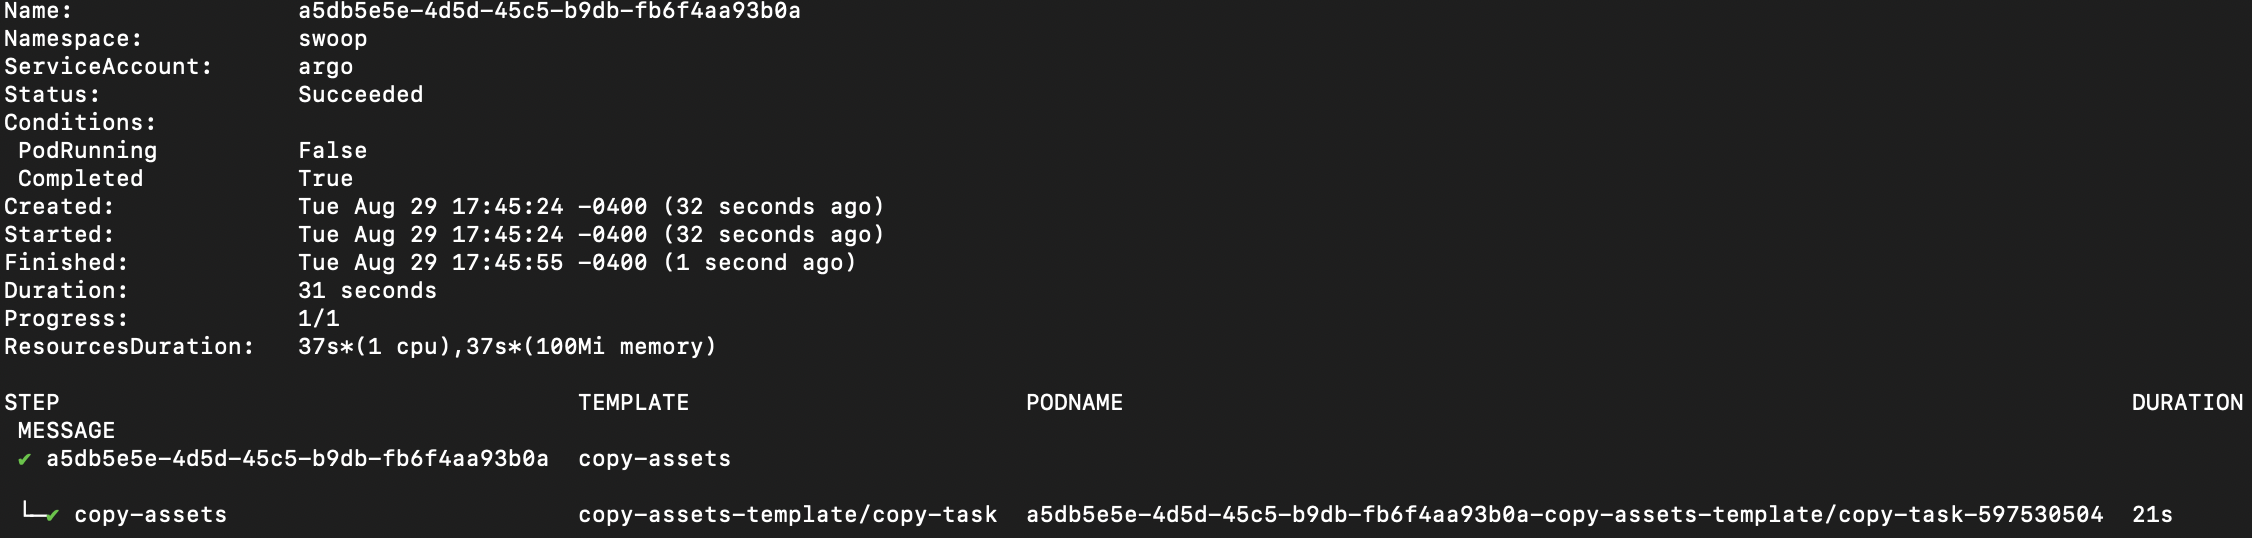 Name: a5db5e5e-4d5d-45c5-b9db-fb6f4aa93b0a
Namespace: swoop
ServiceAccount: argo
Status: Succeeded
Conditions:
PodRunning False
Completed True
Created: Tue Aug 29 17:45:24 -0400 (32 seconds ago)
Started: Tue Aug 29 17:45:24 -0400 (32 seconds ago)
Finished: Tue Aug 29 17:45:55 -0400 (1 second ago)
Duration: 31 seconds
Progress: 1/1
ResourcesDuration: 37s*(1 cpu),37s*(100Mi memory)
STEP TEMPLATE PODNAME DURATION
MESSAGE
✔ a5db5e5e-4d5d-45c5-b9db-fb6f4aa93b0a copy-assets
└─✔ copy-assets copy-assets-template/copy-task a5db5e5e-4d5d-45c5-b9db-fb6f4aa93b0a-copy-assets-template/copy-task-597530504 21s